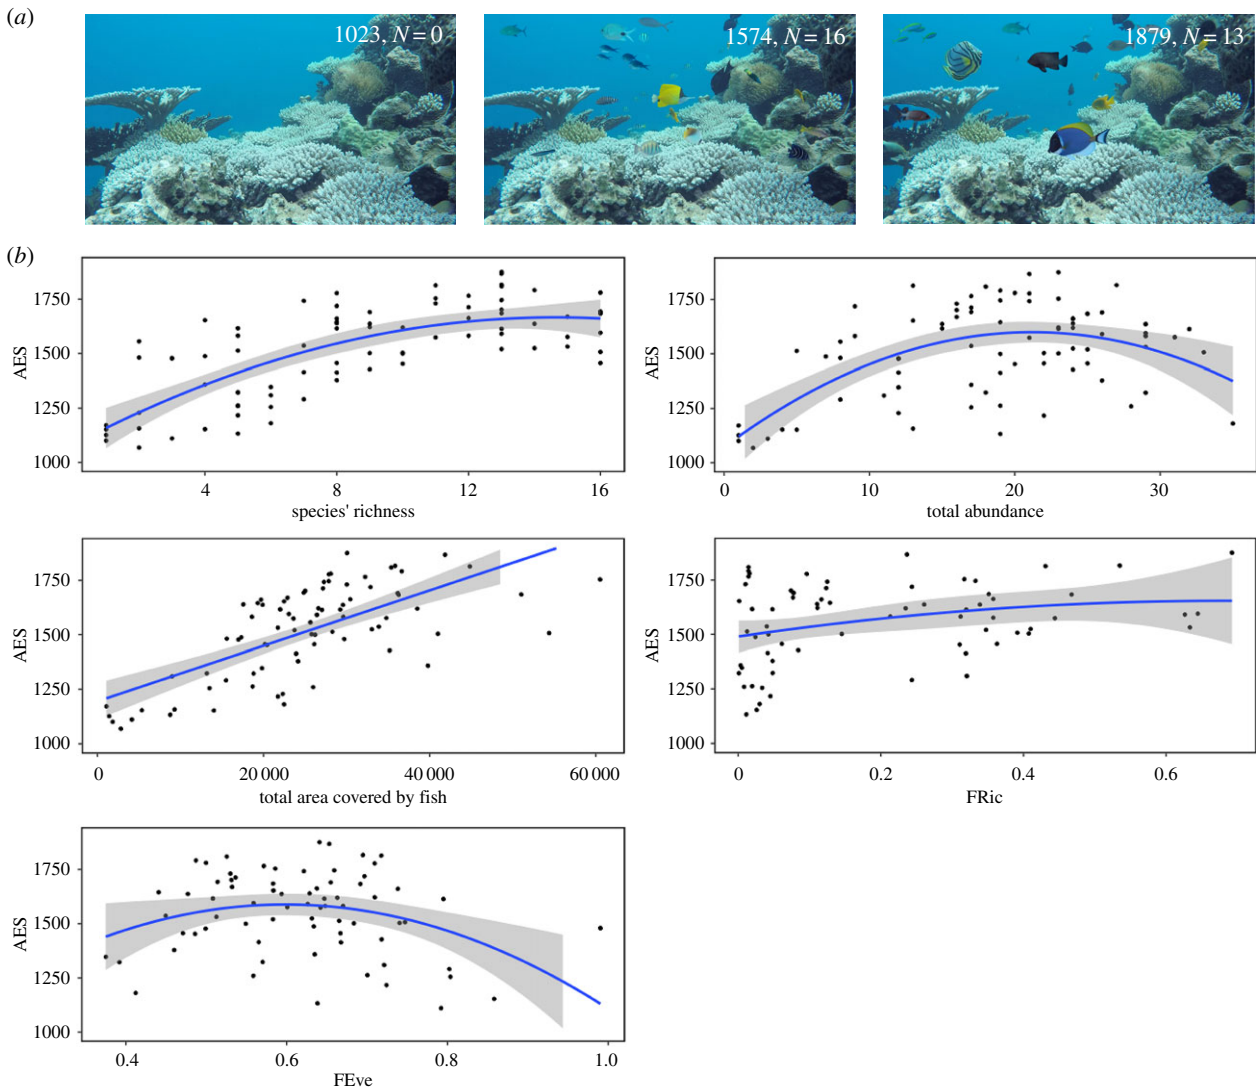 (a)
1023, N = 0
1574, N = 16
1879, N = 13
(b)
AES
1750
1500
1250
1000
4
8
12
16
species' richness
AES
1750
1500
1250
1000
0
10
20
30
total abundance
AES
1750
1500
1250
1000
0
20 000
40 000
60 000
total area covered by fish
AES
1750
1500
1250
1000
0
0.2
0.4
0.6
FRic
AES
1750
1500
1250
1000
0.4
0.6
0.8
1.0
FEve